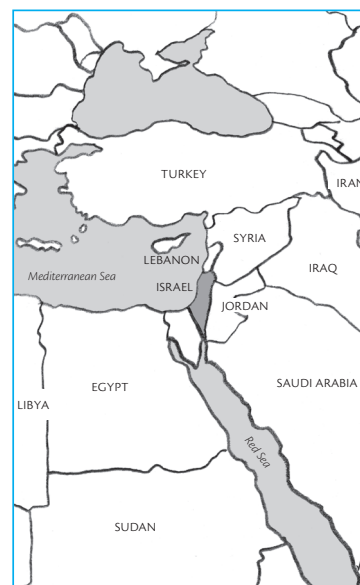 TURKEY
IRAN
SYRIA
LEBANON
IRAQ
Mediterranean Sea
ISRAEL
JORDAN
EGYPT
SAUDI ARABIA
LIBYA
Red Sea
SUDAN